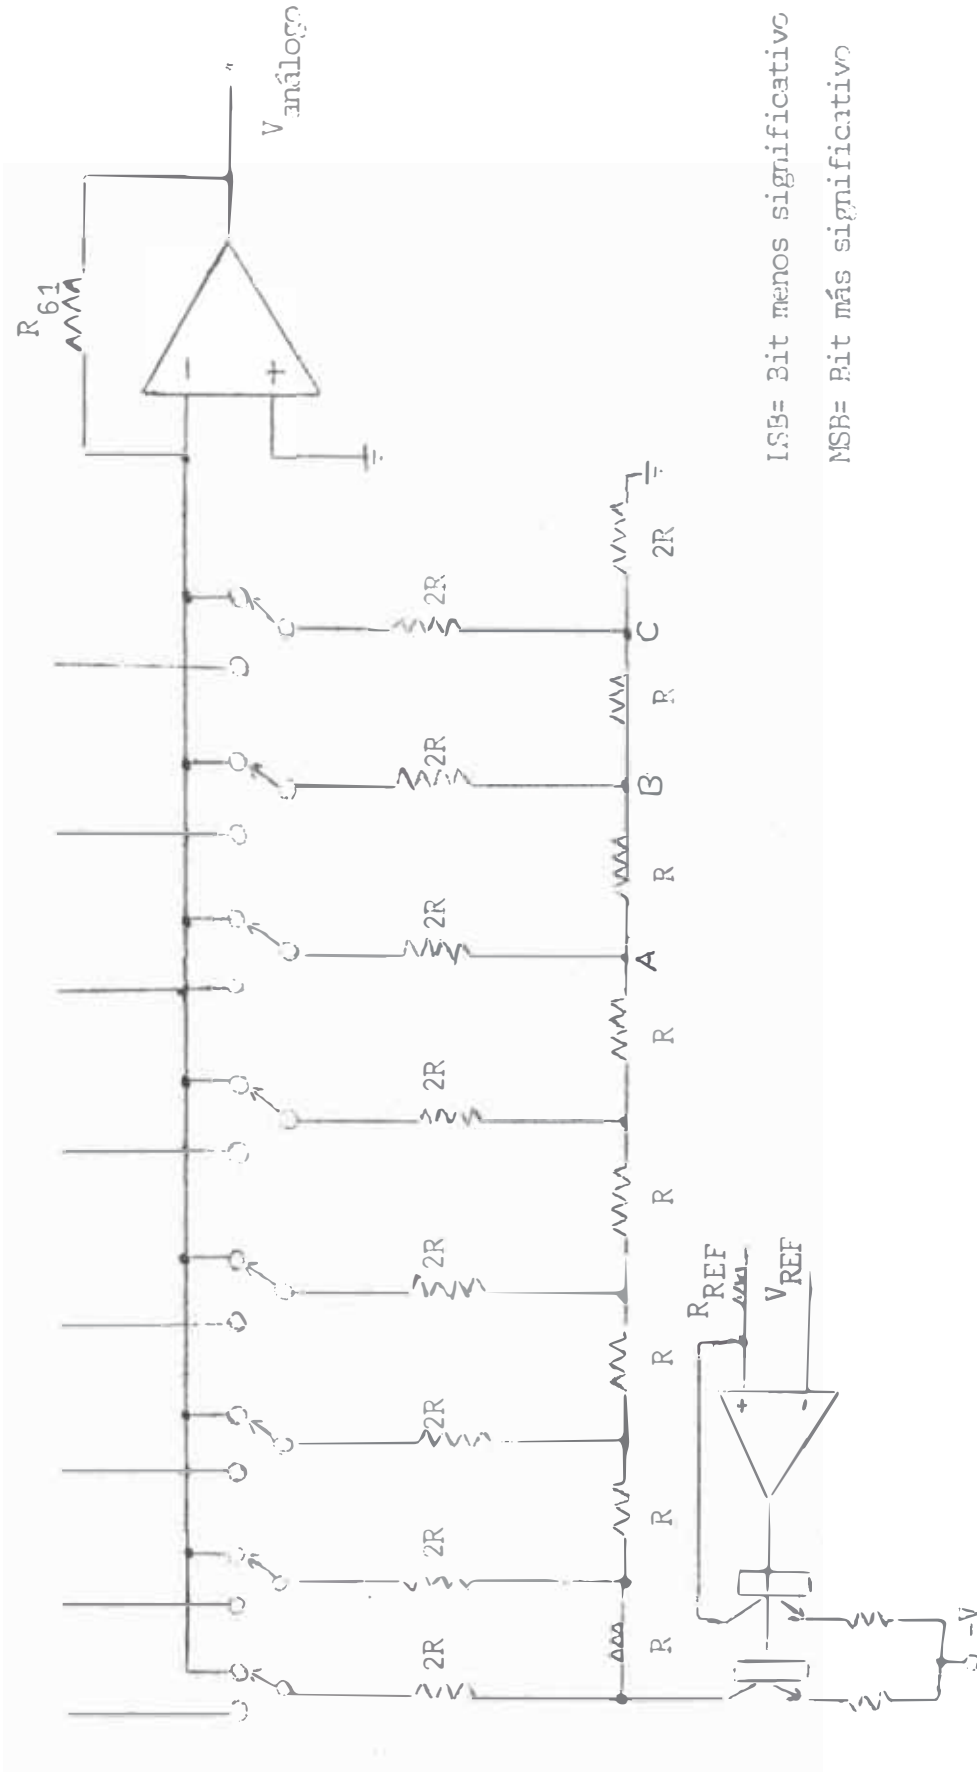 R61
V análogo
2R
2R
2R
2R
2R
2R
2R
2R
R
R
R
R
R
R
R
2R
A
B
C
RREF
VREF
-V
LSB= Bit menos significativo
MSB= Bit más significativo